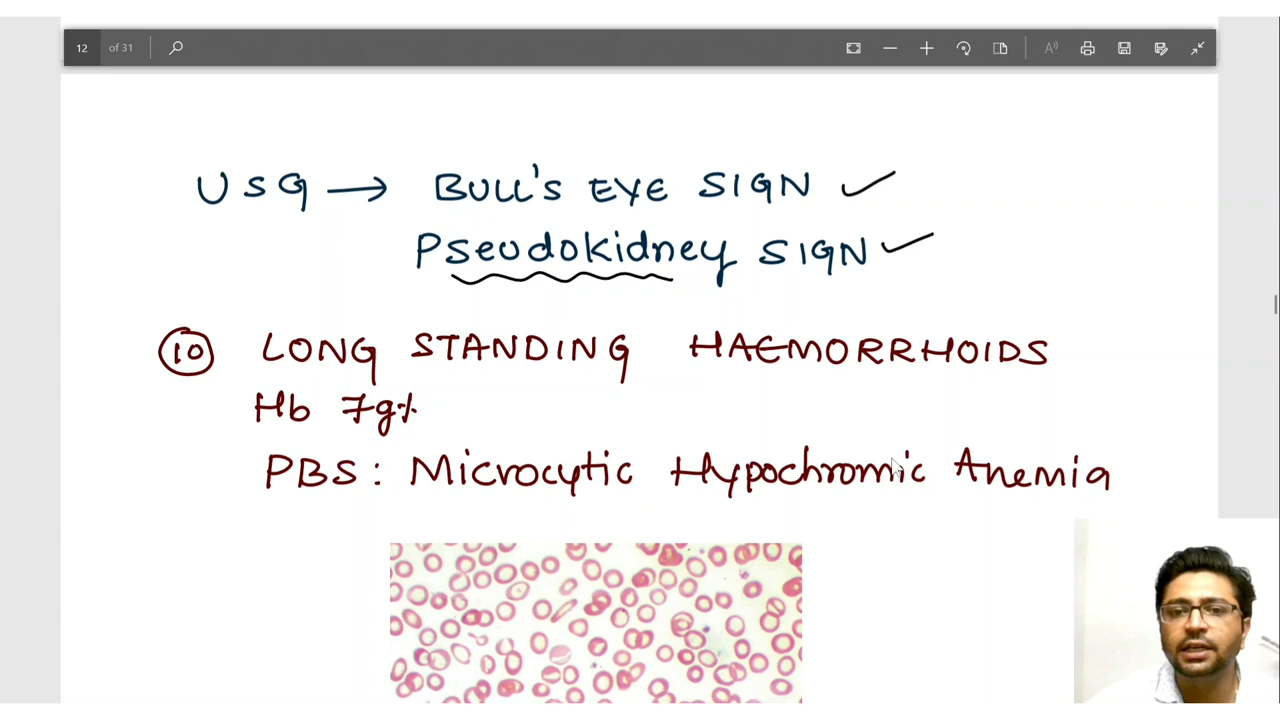 12 of 31
USG → BULL'S EYE SIGN ✓
Pseudokidney SIGN ✓
10 LONG STANDING HAEMORRHOIDS
Hb 7g%
PBS: Microcytic Hypochromic Anemia